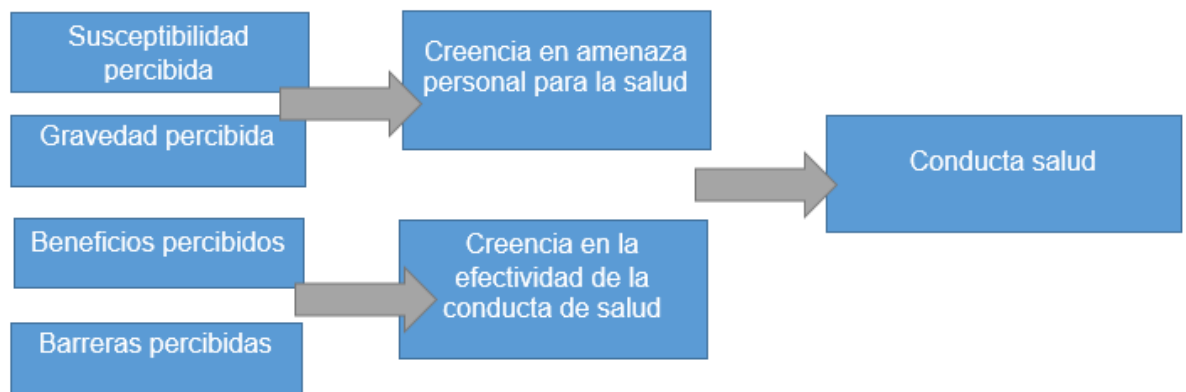 Susceptibilidad
percibida
Gravedad percibida
Creencia en amenaza
personal para la salud
Beneficios percibidos
Barreras percibidas
Creencia en la
efectividad de la
conducta de salud
Conducta salud